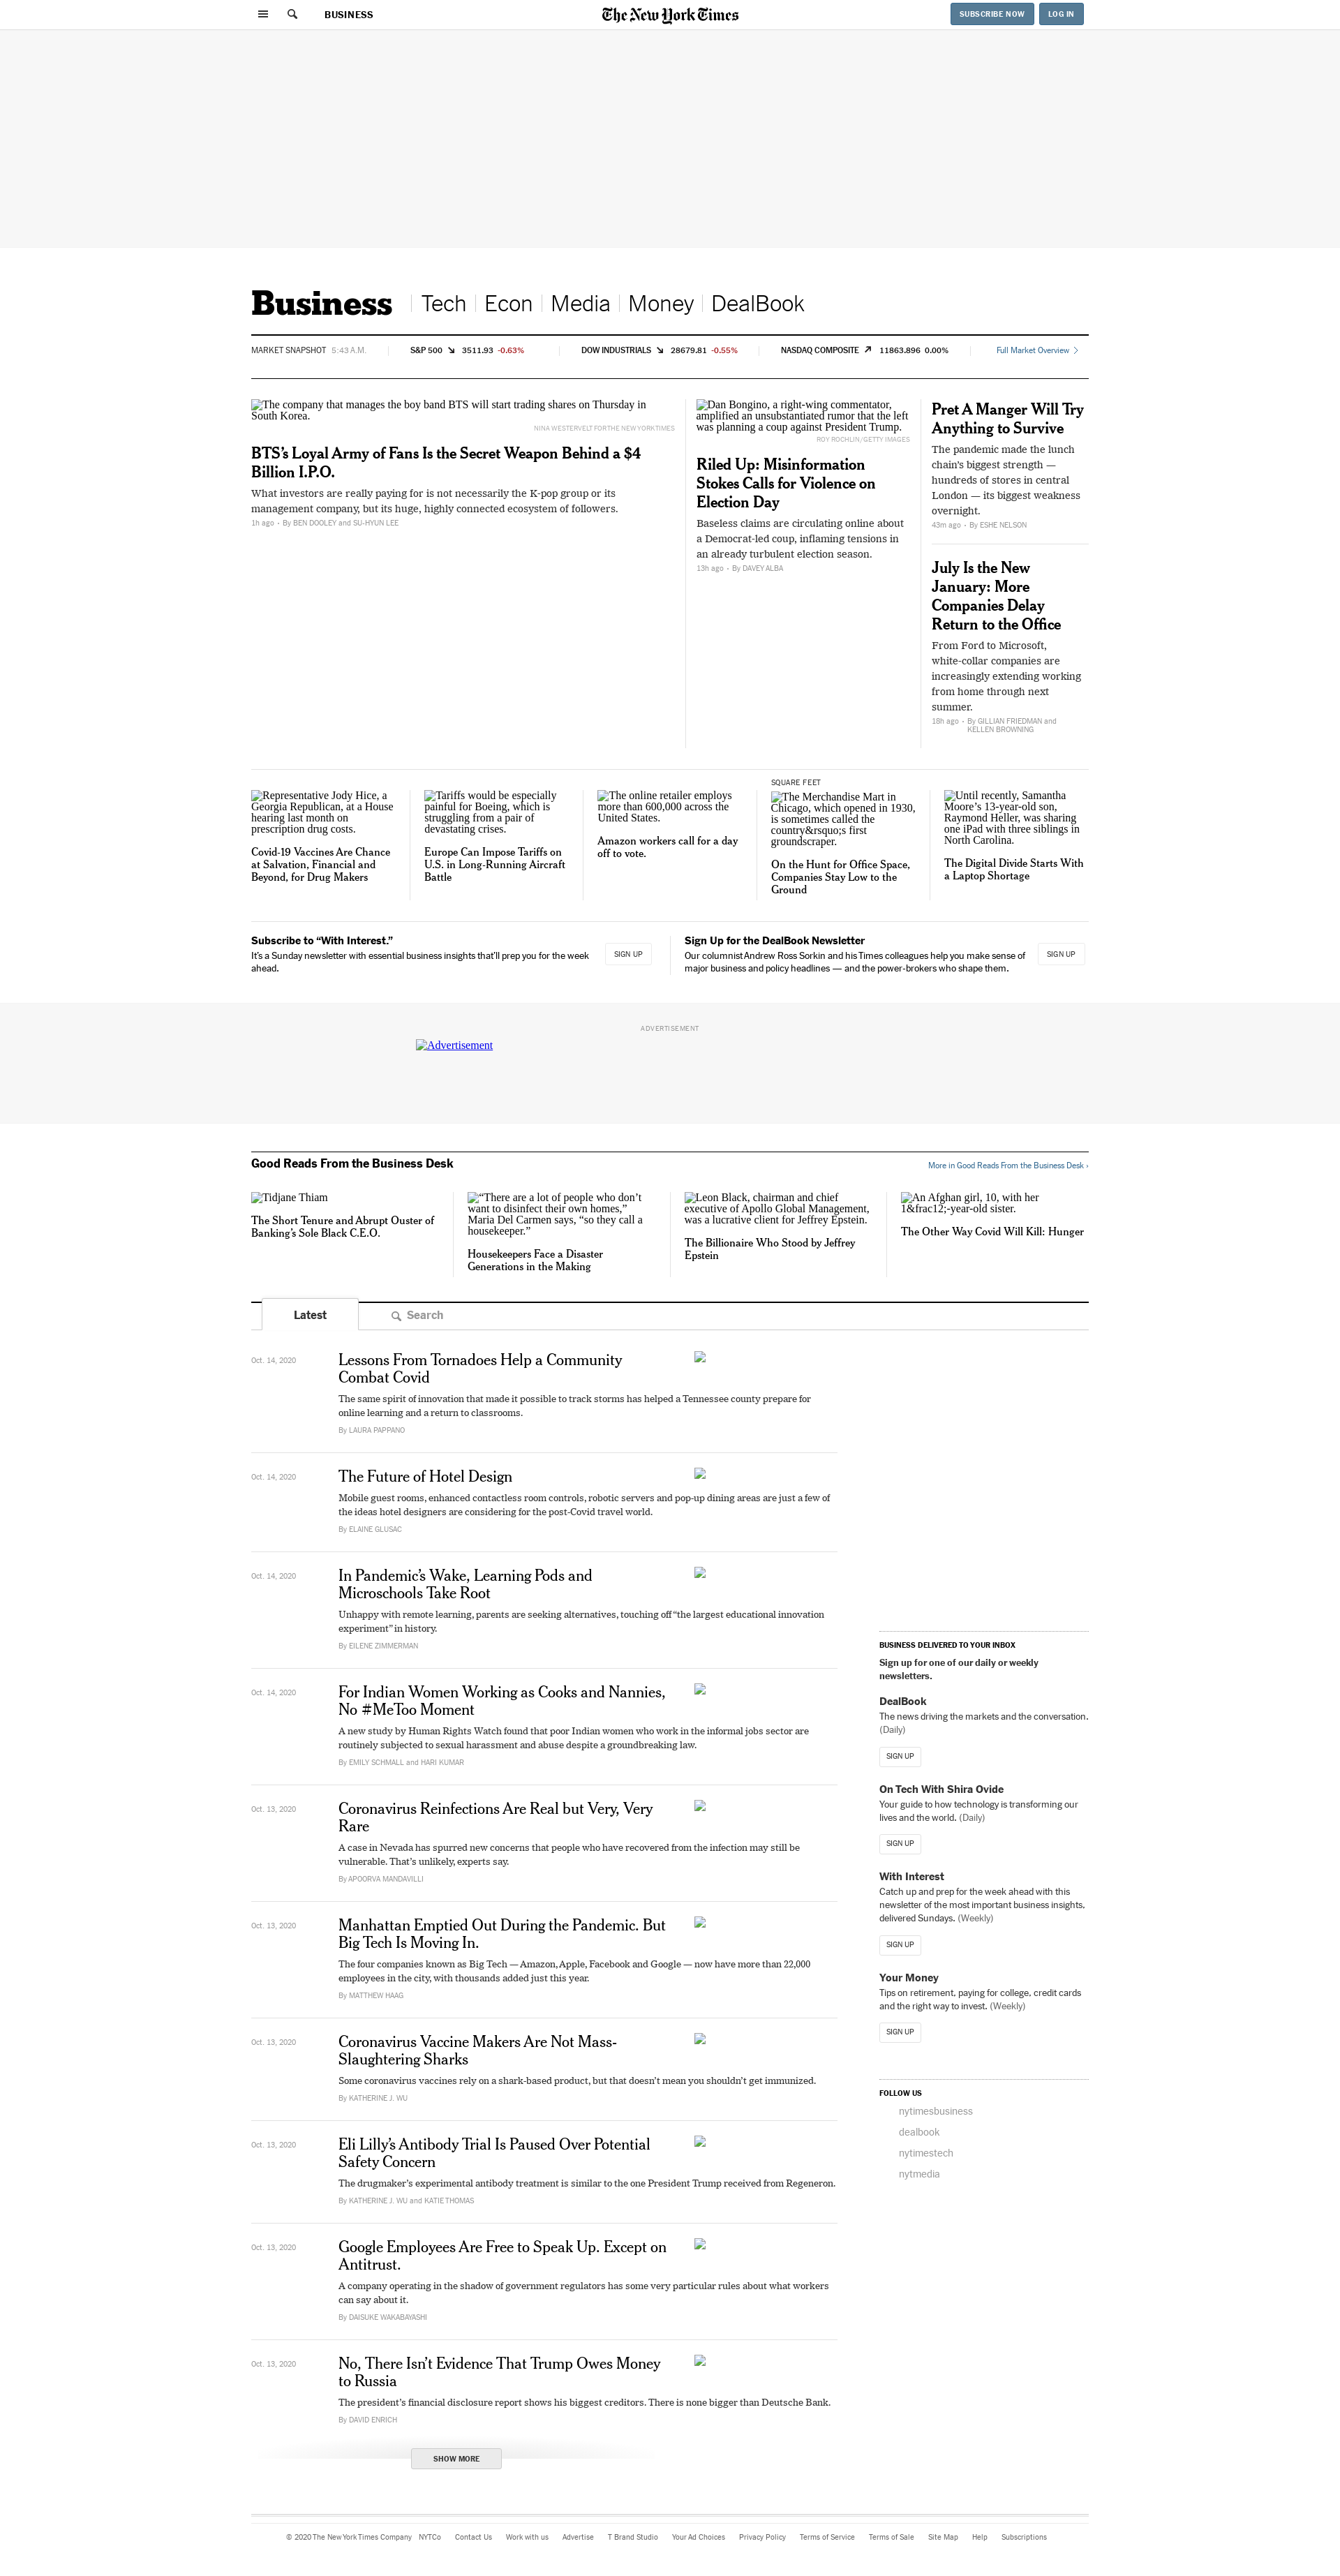 BUSINESS
The New York Times
SUBSCRIBE NOW
LOG IN
Business
Tech
Econ
Media
Money
DealBook
MARKET SNAPSHOT 5:43 A.M.
S&P 500 3511.93 -0.63%
DOW INDUSTRIALS 28679.81 -0.55%
NASDAQ COMPOSITE 11863.896 0.00%
Full Market Overview
The company that manages the boy band BTS will start trading shares on Thursday in
South Korea.
NINA WESTERVELT FOR THE NEW YORK TIMES
BTS’s Loyal Army of Fans Is the Secret Weapon Behind a $4
Billion I.P.O.
What investors are really paying for is not necessarily the K-pop group or its
management company, but its huge, highly connected ecosystem of followers.
1h ago • By BEN DOOLEY and SU-HYUN LEE
Dan Bongino, a right-wing commentator,
amplified an unsubstantiated rumor that the left
was planning a coup against President Trump.
ROY ROCHLIN/GETTY IMAGES
Riled Up: Misinformation
Stokes Calls for Violence on
Election Day
Baseless claims are circulating online about
a Democrat-led coup, inflaming tensions in
an already turbulent election season.
13h ago • By DAVEY ALBA
Pret A Manger Will Try
Anything to Survive
The pandemic made the lunch
chain’s biggest strength —
hundreds of stores in central
London — its biggest weakness
overnight.
43m ago • By ESHE NELSON
July Is the New
January: More
Companies Delay
Return to the Office
From Ford to Microsoft,
white-collar companies are
increasingly extending working
from home through next
summer.
18h ago • By GILLIAN FRIEDMAN and
KELLEN BROWNING
Representative Jody Hice, a
Georgia Republican, at a House
hearing last month on
prescription drug costs.
Covid-19 Vaccines Are Chance
at Salvation, Financial and
Beyond, for Drug Makers
Tariffs would be especially
painful for Boeing, which is
struggling from a pair of
devastating crises.
Europe Can Impose Tariffs on
U.S. in Long-Running Aircraft
Battle
The online retailer employs
more than 600,000 across the
United States.
Amazon workers call for a day
off to vote.
SQUARE FEET
The Merchandise Mart in
Chicago, which opened in 1930,
is sometimes called the
country&rsquo;s first
groundscraper.
On the Hunt for Office Space,
Companies Stay Low to the
Ground
Until recently, Samantha
Moore’s 13-year-old son,
Raymond Heller, was sharing
one iPad with three siblings in
North Carolina.
The Digital Divide Starts With
a Laptop Shortage
Subscribe to “With Interest.”
It’s a Sunday newsletter with essential business insights that’ll prep you for the week
ahead.
SIGN UP
Sign Up for the DealBook Newsletter
Our columnist Andrew Ross Sorkin and his Times colleagues help you make sense of
major business and policy headlines — and the power-brokers who shape them.
SIGN UP
ADVERTISEMENT
Advertisement
Good Reads From the Business Desk
More in Good Reads From the Business Desk ›
Tidjane Thiam
The Short Tenure and Abrupt Ouster of
Banking’s Sole Black C.E.O.
“There are a lot of people who don’t
want to disinfect their own homes,”
Maria Del Carmen says, “so they call a
housekeeper.”
Housekeepers Face a Disaster
Generations in the Making
Leon Black, chairman and chief
executive of Apollo Global Management,
was a lucrative client for Jeffrey Epstein.
The Billionaire Who Stood by Jeffrey
Epstein
An Afghan girl, 10, with her
1&frac12;-year-old sister.
The Other Way Covid Will Kill: Hunger
Latest
Search
Oct. 14, 2020
Lessons From Tornadoes Help a Community
Combat Covid
The same spirit of innovation that made it possible to track storms has helped a Tennessee county prepare for
online learning and a return to classrooms.
By LAURA PAPPANO
Oct. 14, 2020
The Future of Hotel Design
Mobile guest rooms, enhanced contactless room controls, robotic servers and pop-up dining areas are just a few of
the ideas hotel designers are considering for the post-Covid travel world.
By ELAINE GLUSAC
Oct. 14, 2020
In Pandemic’s Wake, Learning Pods and
Microschools Take Root
Unhappy with remote learning, parents are seeking alternatives, touching off “the largest educational innovation
experiment” in history.
By EILENE ZIMMERMAN
Oct. 14, 2020
For Indian Women Working as Cooks and Nannies,
No #MeToo Moment
A new study by Human Rights Watch found that poor Indian women who work in the informal jobs sector are
routinely subjected to sexual harassment and abuse despite a groundbreaking law.
By EMILY SCHMALL and HARI KUMAR
Oct. 13, 2020
Coronavirus Reinfections Are Real but Very, Very
Rare
A case in Nevada has spurred new concerns that people who have recovered from the infection may still be
vulnerable. That’s unlikely, experts say.
By APOORVA MANDAVILLI
Oct. 13, 2020
Manhattan Emptied Out During the Pandemic. But
Big Tech Is Moving In.
The four companies known as Big Tech — Amazon, Apple, Facebook and Google — now have more than 22,000
employees in the city, with thousands added just this year.
By MATTHEW HAAG
Oct. 13, 2020
Coronavirus Vaccine Makers Are Not Mass-
Slaughtering Sharks
Some coronavirus vaccines rely on a shark-based product, but that doesn’t mean you shouldn’t get immunized.
By KATHERINE J. WU
Oct. 13, 2020
Eli Lilly’s Antibody Trial Is Paused Over Potential
Safety Concern
The drugmaker’s experimental antibody treatment is similar to the one President Trump received from Regeneron.
By KATHERINE J. WU and KATIE THOMAS
Oct. 13, 2020
Google Employees Are Free to Speak Up. Except on
Antitrust.
A company operating in the shadow of government regulators has some very particular rules about what workers
can say about it.
By DAISUKE WAKABAYASHI
Oct. 13, 2020
No, There Isn’t Evidence That Trump Owes Money
to Russia
The president’s financial disclosure report shows his biggest creditors. There is none bigger than Deutsche Bank.
By DAVID ENRICH
SHOW MORE
BUSINESS DELIVERED TO YOUR INBOX
Sign up for one of our daily or weekly
newsletters.
DealBook
The news driving the markets and the conversation.
(Daily)
SIGN UP
On Tech With Shira Ovide
Your guide to how technology is transforming our
lives and the world. (Daily)
SIGN UP
With Interest
Catch up and prep for the week ahead with this
newsletter of the most important business insights,
delivered Sundays. (Weekly)
SIGN UP
Your Money
Tips on retirement, paying for college, credit cards
and the right way to invest. (Weekly)
SIGN UP
FOLLOW US
nytimesbusiness
dealbook
nytimestech
nytmedia
© 2020 The New York Times Company NYTCo Contact Us Work with us Advertise T Brand Studio Your Ad Choices Privacy Policy Terms of Service Terms of Sale Site Map Help Subscriptions